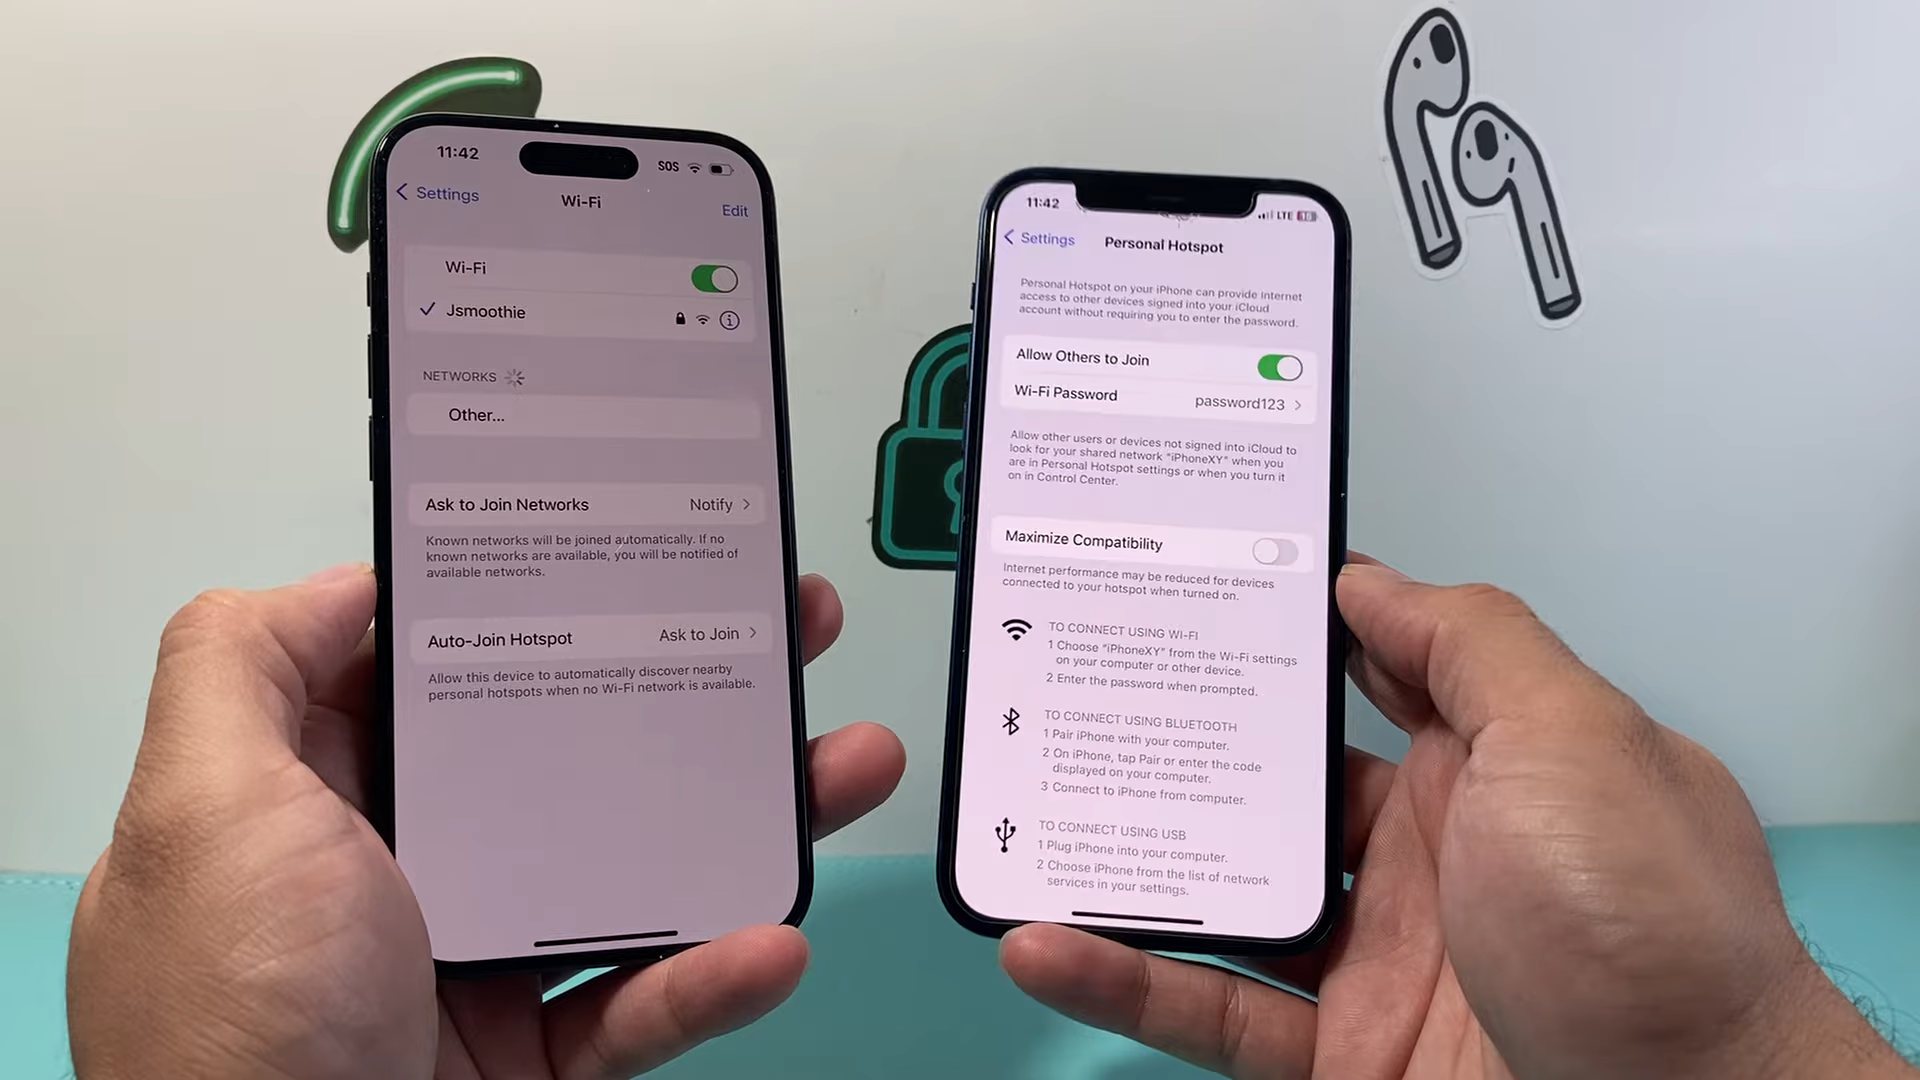 11:42
SOS
Settings
Wi-Fi
Edit
Wi-Fi
Jsmoothie
NETWORKS
Other...
Ask to Join Networks
Notify
Known networks will be joined automatically. If no
known networks are available, you will be notified of
available networks.
Auto-Join Hotspot
Ask to Join
Allow this device to automatically discover nearby
personal hotspots when no Wi-Fi network is available.
11:42
LTE
Settings
Personal Hotspot
Personal Hotspot on your iPhone can provide Internet
access to other devices signed into your iCloud
account without requiring you to enter the password.
Allow Others to Join
Wi-Fi Password
password123
Allow other users or devices not signed into iCloud to
look for your shared network "iPhoneXY" when you
are in Personal Hotspot settings or when you turn it
on in Control Center.
Maximize Compatibility
Internet performance may be reduced for devices
connected to your hotspot when turned on.
TO CONNECT USING WI-FI
1 Choose "iPhoneXY" from the Wi-Fi settings
on your computer or other device.
2 Enter the password when prompted.
TO CONNECT USING BLUETOOTH
1 Pair iPhone with your computer.
2 On iPhone, tap Pair or enter the code
displayed on your computer.
3 Connect to iPhone from computer.
TO CONNECT USING USB
1 Plug iPhone into your computer.
2 Choose iPhone from the list of network
services in your settings.